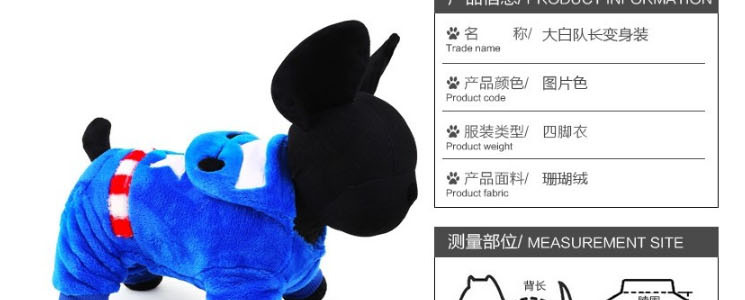 产品信息/ PRODUCT INFORMATION
名 称/ 大白队长变身装
Trade name
产品颜色/ 图片色
Product code
服装类型/ 四脚衣
Product weight
产品面料/ 珊瑚绒
Product fabric
测量部位/ MEASUREMENT SITE
背长